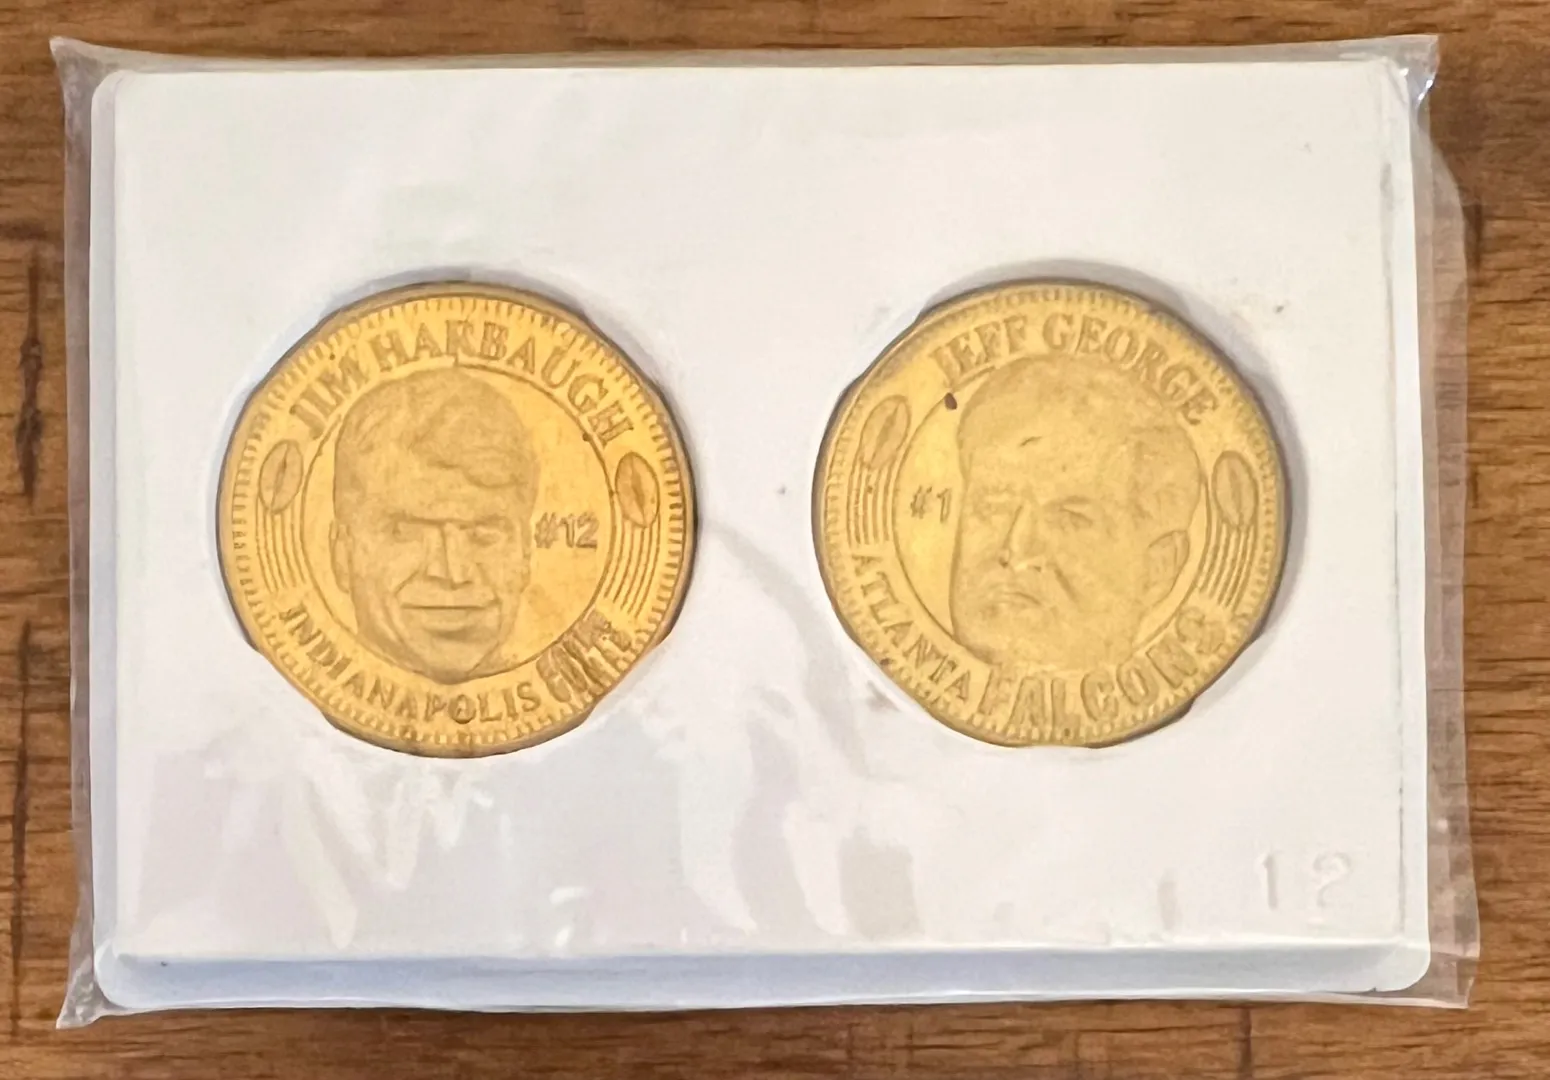 JIM HARBAUGH
#12
INDIANAPOLIS COLTS
JEFF GEORGE
#1
ATLANTA FALCONS
12